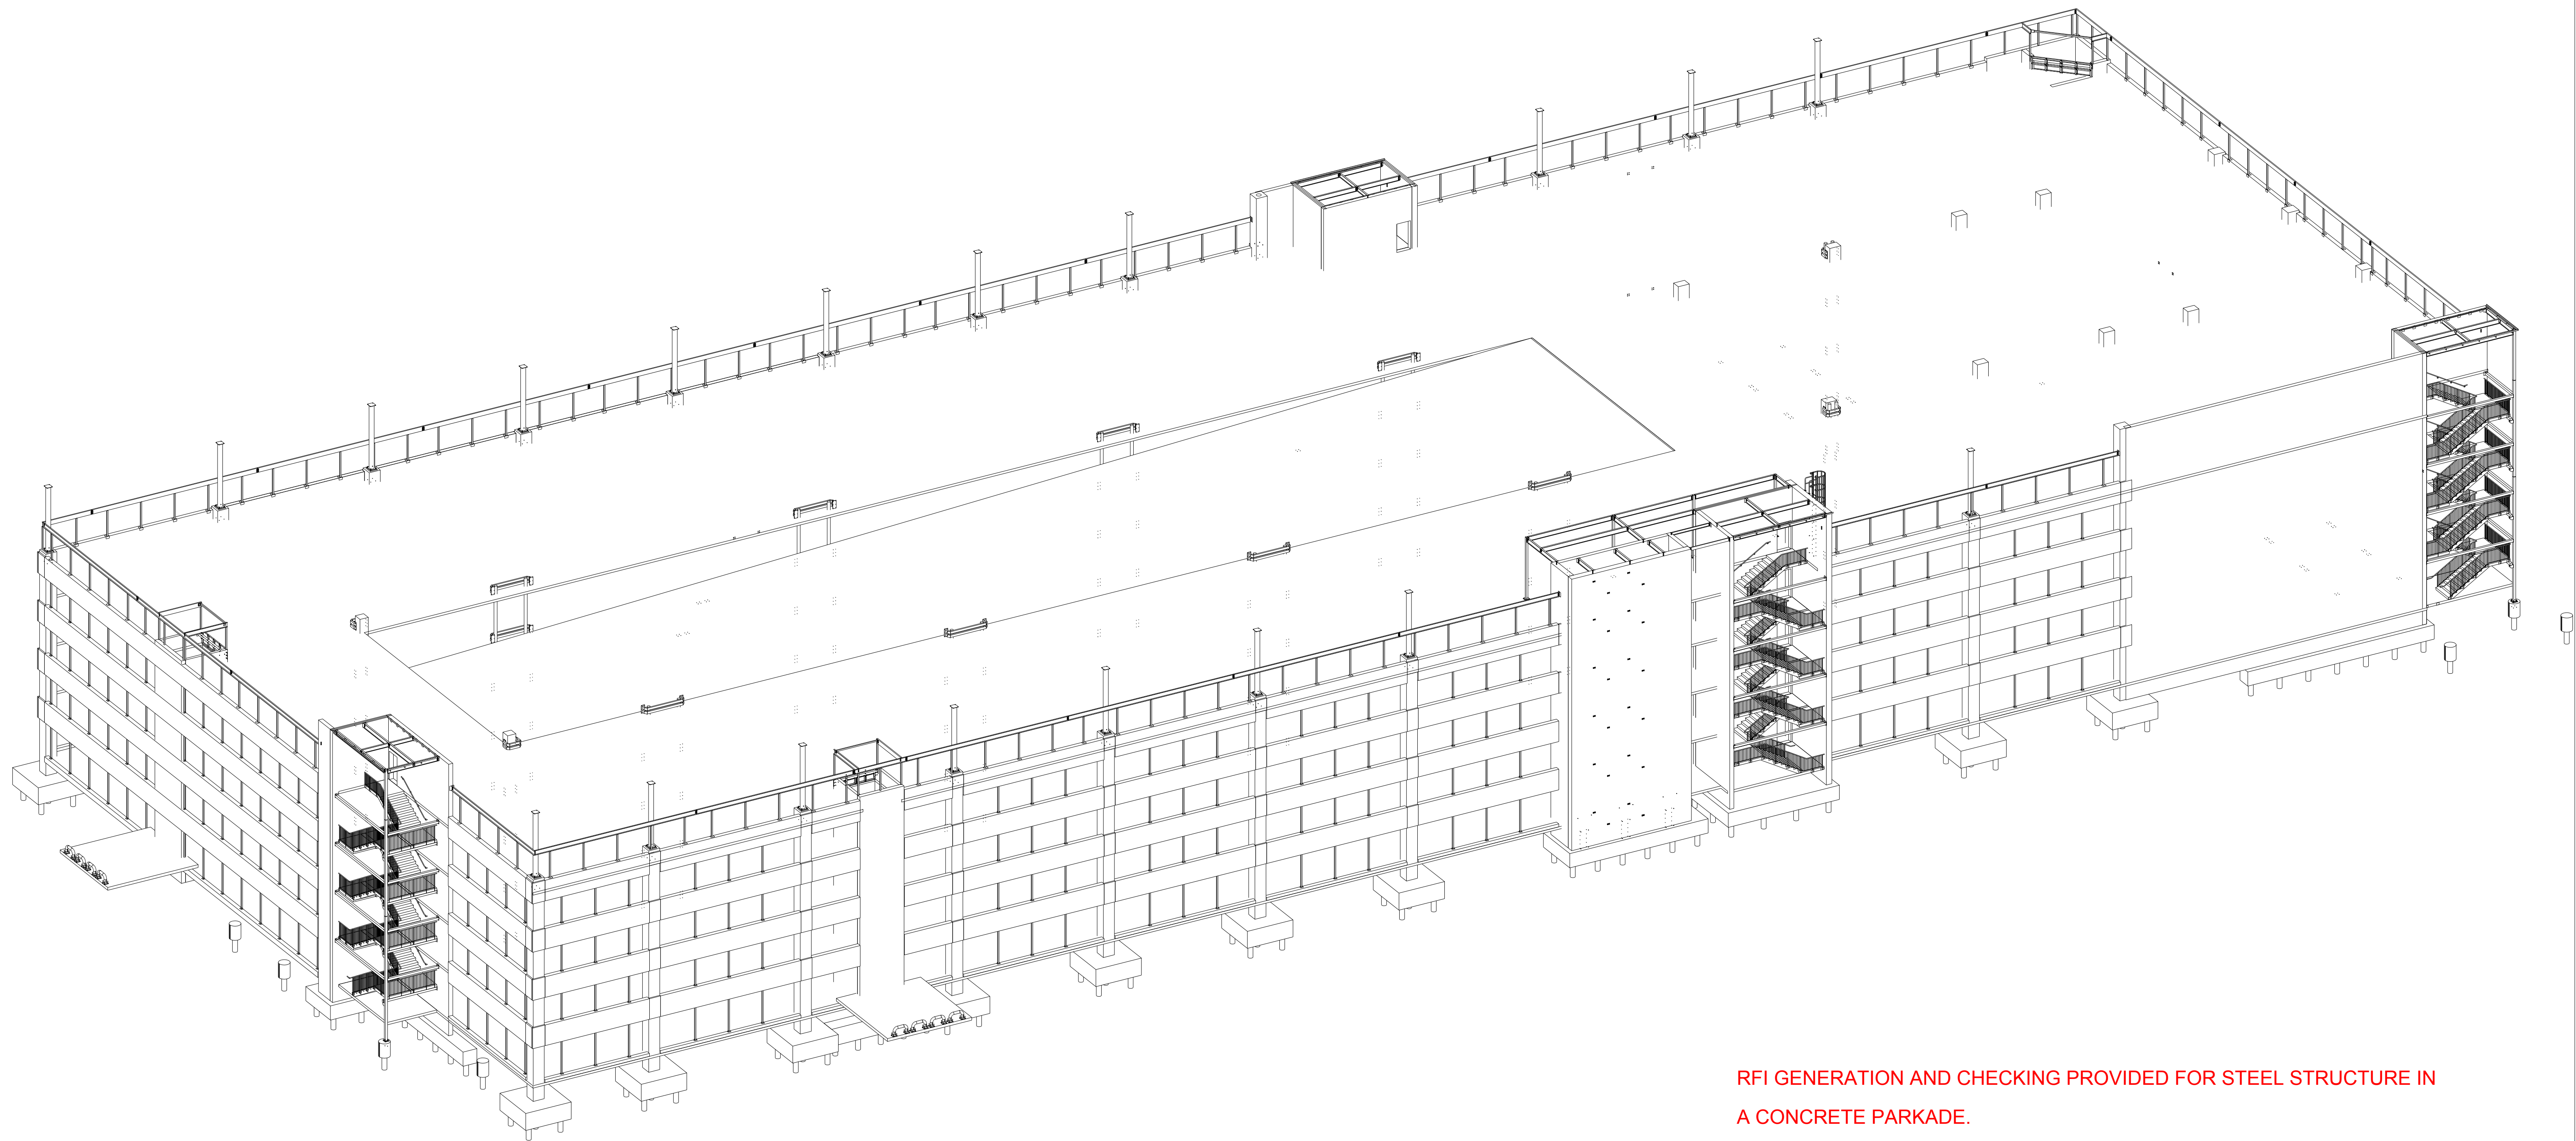 RFI GENERATION AND CHECKING PROVIDED FOR STEEL STRUCTURE IN
A CONCRETE PARKADE.